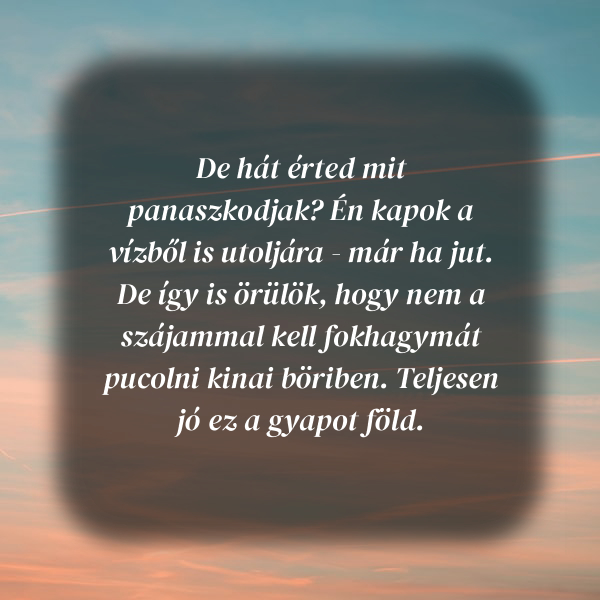 De hát érted mit
panaszkodjak? Én kapok a
vízből is utoljára - már ha jut.
De így is örülök, hogy nem a
szájammal kell fokhagymát
pucolni kinai böriben. Teljesen
jó ez a gyapot föld.